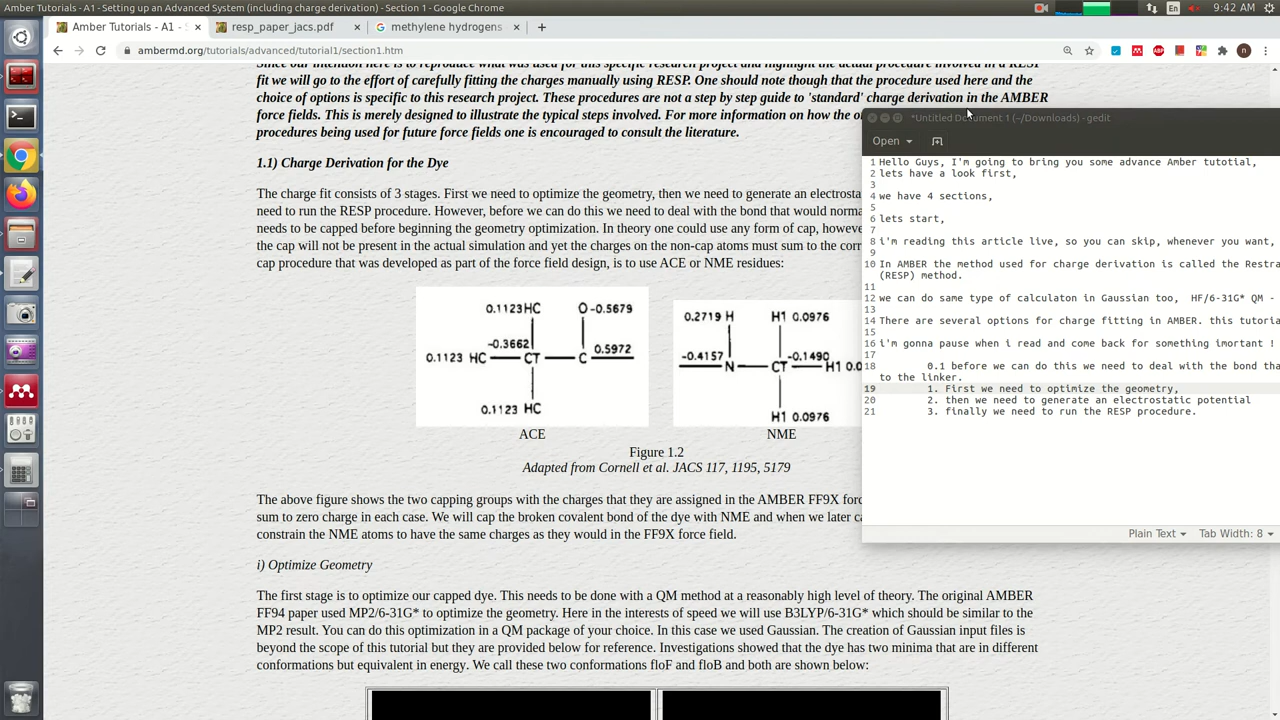 Amber Tutorials - A1 - Setting up an Advanced System (including charge derivation) - Section 1 - Google Chrome
En
9:42 AM
Amber Tutorials - A1 - S
resp_paper_jacs.pdf
methylene hydrogens
ambermd.org/tutorials/advanced/tutorial1/section1.htm
ABP
n
Since our intention here is to reproduce what was used for this specific research project and highlight the actual procedure involved in a RESP
fit we will go to the effort of carefully fitting the charges manually using RESP. One should note though that the procedure used here and the
choice of options is specific to this research project. These procedures are not a step by step guide to 'standard' charge derivation in the AMBER
force fields. This is merely designed to illustrate the typical steps involved. For more information on how the
procedures being used for future force fields one is encouraged to consult the literature.
1.1) Charge Derivation for the Dye
The charge fit consists of 3 stages. First we need to optimize the geometry, then we need to generate an electrosta
need to run the RESP procedure. However, before we can do this we need to deal with the bond that would norma
needs to be capped before beginning the geometry optimization. In theory one could use any form of cap, howeve
the cap will not be present in the actual simulation and yet the charges on the non-cap atoms must sum to the corr
cap procedure that was developed as part of the force field design, is to use ACE or NME residues:
0.1123HC O-0.5679
-0.3662 0.5972
0.1123 HC CT C
0.1123 HC
ACE
0.2719 H H1 0.0976
-0.4157 -0.1490
N CT H1 0.0
H1 0.0976
NME
Figure 1.2
Adapted from Cornell et al. JACS 117, 1195, 5179
The above figure shows the two capping groups with the charges that they are assigned in the AMBER FF9X forc
sum to zero charge in each case. We will cap the broken covalent bond of the dye with NME and when we later ca
constrain the NME atoms to have the same charges as they would in the FF9X force field.
i) Optimize Geometry
The first stage is to optimise our capped dye. This needs to be done with a QM method at a reasonably high level of theory. The original AMBER
FF94 paper used MP2/6-31G* to optimize the geometry. Here in the interests of speed we will use B3LYP/6-31G* which should be similar to the
MP2 result. You can do this optimization in a QM package of your choice. In this case we used Gaussian. The creation of Gaussian input files is
beyond the scope of this tutorial but they are provided below for reference. Investigations showed that the dye has two minima that are in different
conformations but equivalent in energy. We call these two conformations floF and floB and both are shown below:
*Untitled Document 1 (~/Downloads) - gedit
Open
1 Hello Guys, I'm going to bring you some advance Amber tutotial,
2 lets have a look first,
3
4 we have 4 sections,
5
6 lets start,
7
8 i'm reading this article live, so you can skip, whenever you want,
9
10 In AMBER the method used for charge derivation is called the Restra
(RESP) method.
11
12 we can do same type of calculaton in Gaussian too, HF/6-31G* QM -
13
14 There are several options for charge fitting in AMBER. this tutoria
15
16 i'm gonna pause when i read and come back for something imortant !
17
18 0.1 before we can do this we need to deal with the bond tha
to the linker.
19 1. First we need to optimize the geometry,
20 2. then we need to generate an electrostatic potential
21 3. finally we need to run the RESP procedure.
Plain Text
Tab Width: 8